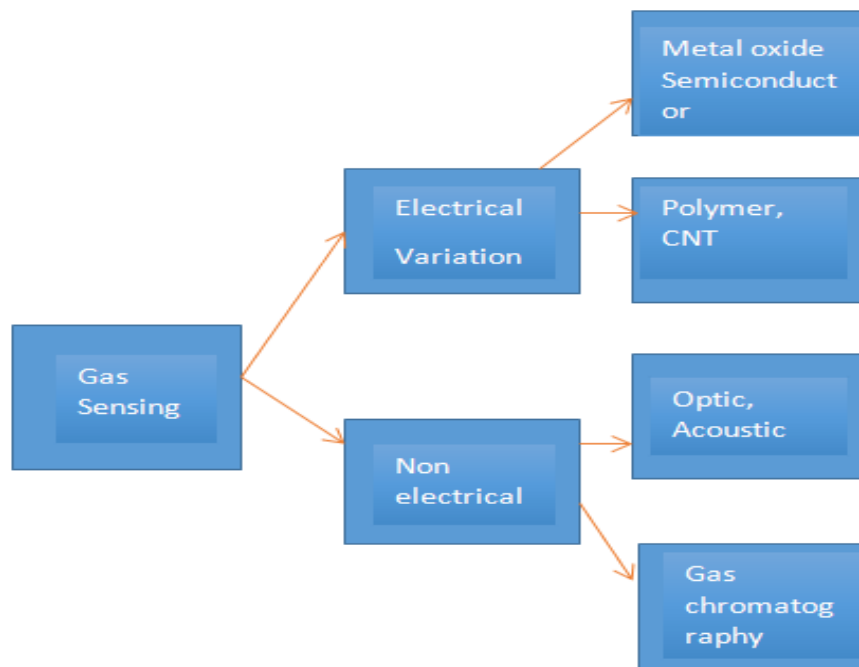 Metal oxide
Semiconduct
or
Electrical
Variation
Polymer,
CNT
Gas
Sensing
Optic,
Acoustic
Non
electrical
Gas
chromatog
raphy